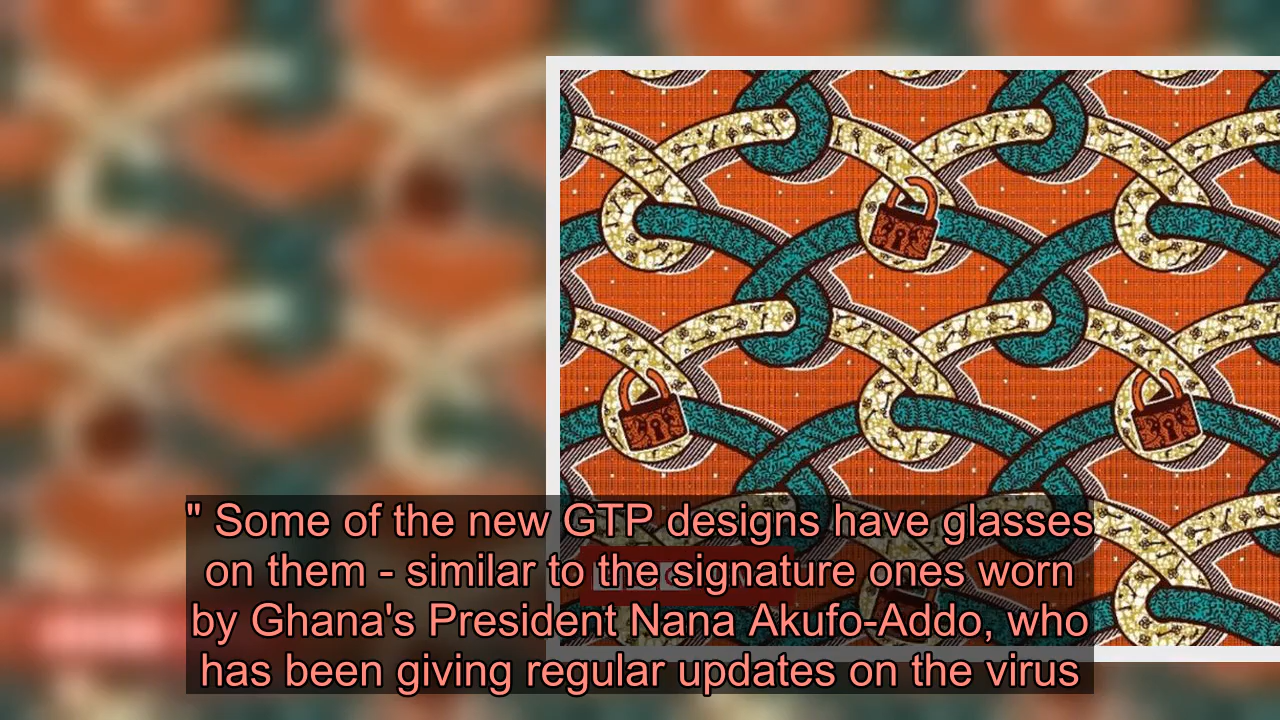 " Some of the new GTP designs have glasses
on them - similar to the signature ones worn
by Ghana's President Nana Akufo-Addo, who
has been giving regular updates on the virus